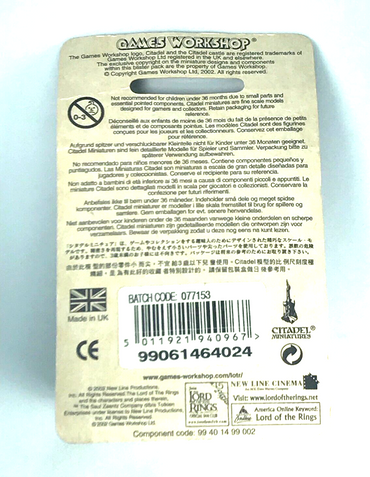 GAMES WORKSHOP®
The Games Workshop logo, Citadel and the Citadel castle are registered trademarks of
Games Workshop Ltd registered in the UK and elsewhere.
The exclusive copyright on the miniature designs and components
within this blister pack are the property of Games Workshop.
© Copyright Games Workshop Ltd, 2002. All rights reserved.
0-3
Not recommended for children under 36 months due to small parts and
essential pointed components. Citadel miniatures are fine scale models
designed for gamers and collectors. Retain packaging for future
reference.
Déconseillé aux enfants de moins de 36 mois du fait de la présence de petits
éléments et de composants pointus. Les modèles Citadel sont des figurines
conçues pour les joueurs et les collectionneurs. Conservez cet emballage
pour référence.
Aufgrund spitzer und verschluckbarer Kleinteile nicht für Kinder unter 36 Monaten geeignet.
Citadel Miniaturen sind fein detaillierte Modelle für Spieler und Sammler. Verpackung bitte zu
späterer Verwendung aufbewahren.
No recomendado para niños menores de 36 meses. Contiene componentes pequeños y
puntiagudos. Las Miniaturas Citadel son miniaturas a escala de gran detalle diseñadas para
jugadores y coleccionistas. Conserve el recipiente para su referencia.
Non adatto a bambini di età inferiore ai 36 mesi a causa di componenti piccoli e appuntiti. Le
miniature Citadel sono dettagliati modelli in scala per giocatori e collezionisti. Conservare la
confezione per futuri riferimenti.
Anbefales ikke til børn under 36 måneder. Indeholder små dele og meget spidse
komponenter. Citadel miniaturer er modeller i lille skala fremstillet til brug for spillere og
samlere. Gem emballagen for evt. senere henvendelse.
Niet aanbevolen voor kinderen onder de 36 maanden vanwege kleine onderdelen en scherpe
componenten. Citadel miniaturen zijn gedetailleerde modellen die ontworpen zijn voor
spelers en verzamelaars. Bewaar de verpakking zodat u deze nog eens na kunt lezen.
Made in UK
BATCH CODE: 077153
5 011921 940967 >
99061464024
CITADEL
MINIATURES
CE
www.games-workshop.com/lotr/
© 2002 New Line Productions, Inc.
All rights reserved. The Lord of The Rings
and the characters and places therein,
™ The Saul Zaentz Company d/b/a Tolkien
Enterprises under license to New Line Productions, Inc.
THE
LORD
OF THE
RINGS
NEW LINE CINEMA
Visit: www.lordoftherings.net
America Online Keyword:
Lord of the Rings
Component code: 99 40 14 99 002